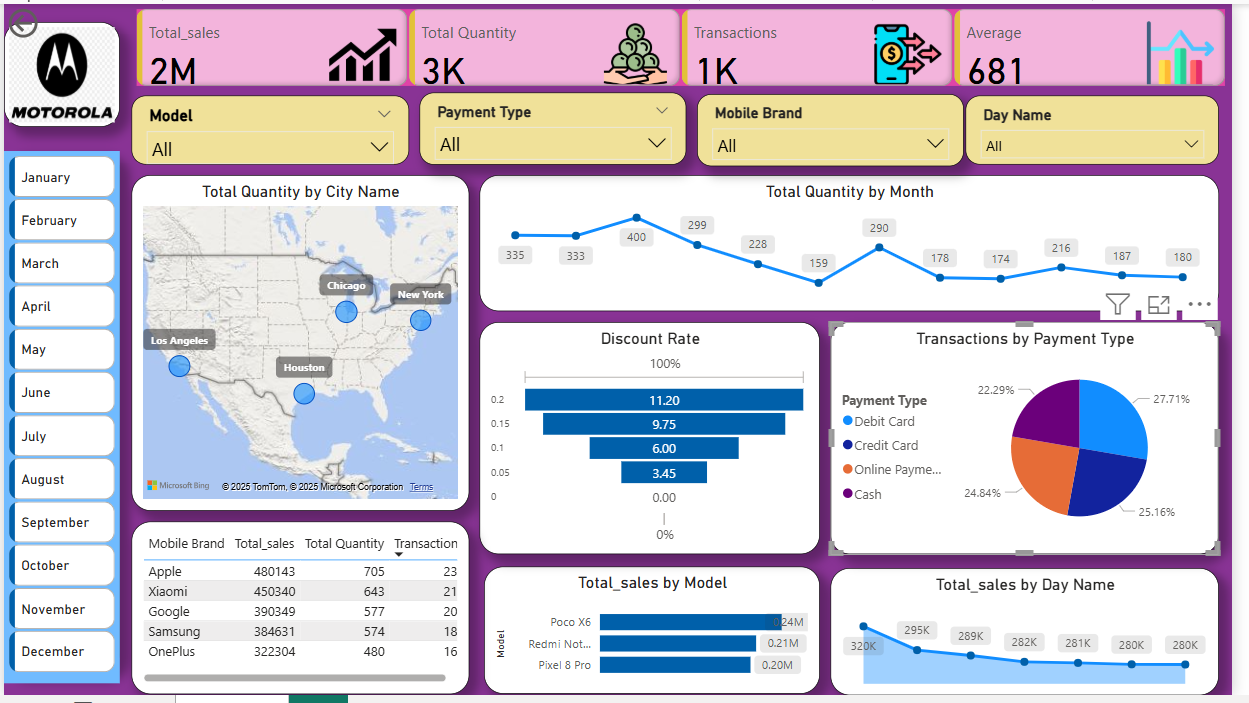 Total_sales
2M
Total Quantity
3K
Transactions
1K
Average
681
MOTOROLA
Model
All
Payment Type
All
Mobile Brand
All
Day Name
All
January
February
March
April
May
June
July
August
September
October
November
December
Total Quantity by City Name
Chicago
New York
Los Angeles
Houston
Microsoft Bing
© 2025 TomTom, © 2025 Microsoft Corporation Terms
Total Quantity by Month
335
333
400
299
228
159
290
178
174
216
187
180
Discount Rate
100%
0.2 11.20
0.15 9.75
0.1 6.00
0.05 3.45
0 0.00
0%
Transactions by Payment Type
Payment Type
Debit Card
Credit Card
Online Payme...
Cash
22.29%
27.71%
24.84%
25.16%
Mobile Brand Total_sales Total Quantity Transaction
Apple 480143 705 23
Xiaomi 450340 643 21
Google 390349 577 20
Samsung 384631 574 18
OnePlus 322304 480 16
Total_sales by Model
Model
Poco X6 0.24M
Redmi Not... 0.21M
Pixel 8 Pro 0.20M
Total_sales by Day Name
320K
295K
289K
282K
281K
280K
280K